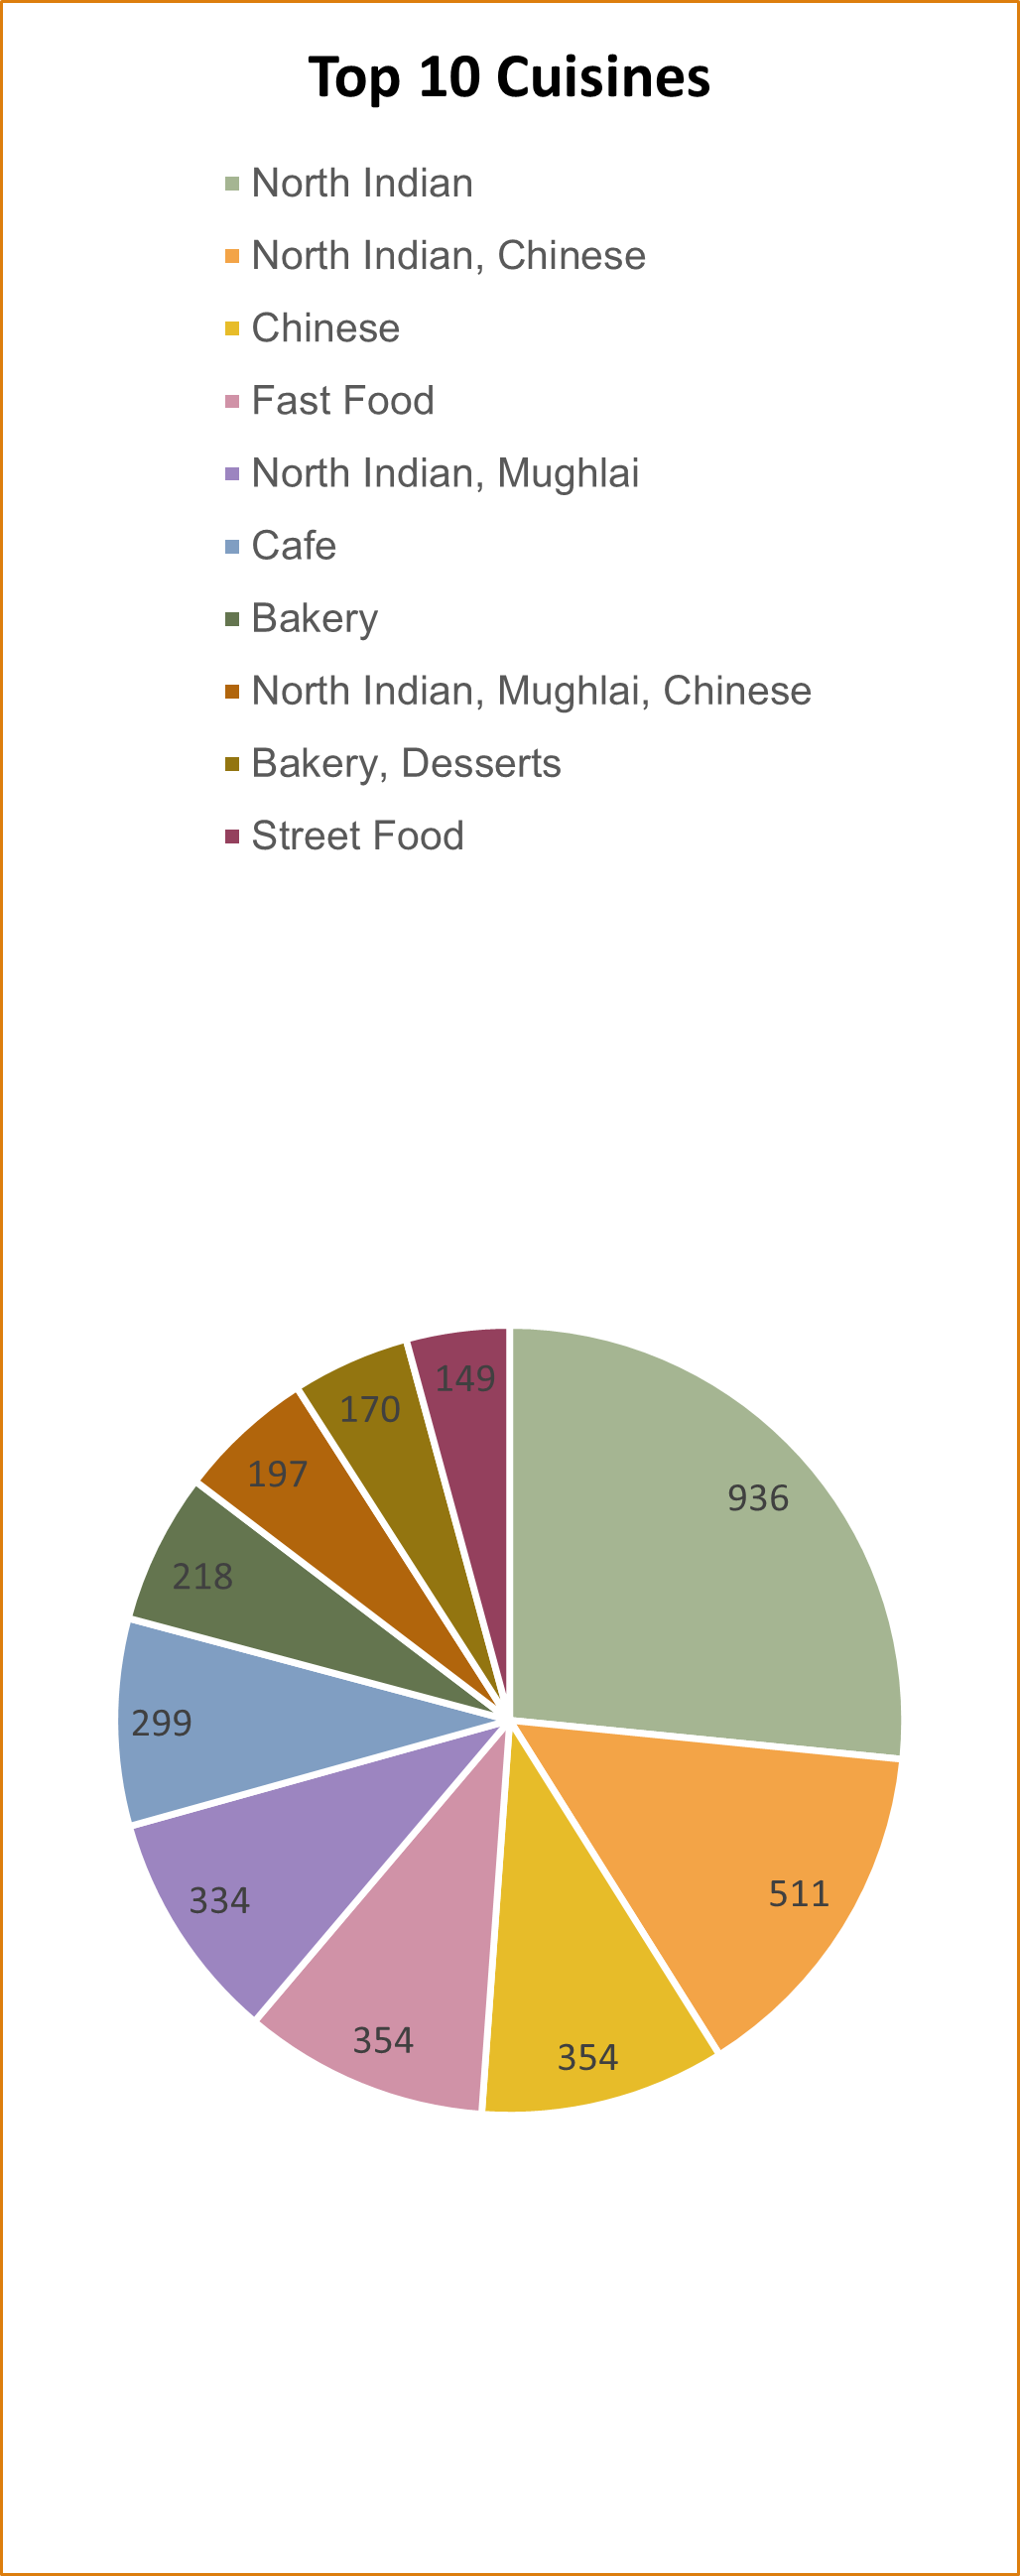 Top 10 Cuisines
North Indian
North Indian, Chinese
Chinese
Fast Food
North Indian, Mughlai
Cafe
Bakery
North Indian, Mughlai, Chinese
Bakery, Desserts
Street Food
149
170
936
197
218
299
334
511
354
354